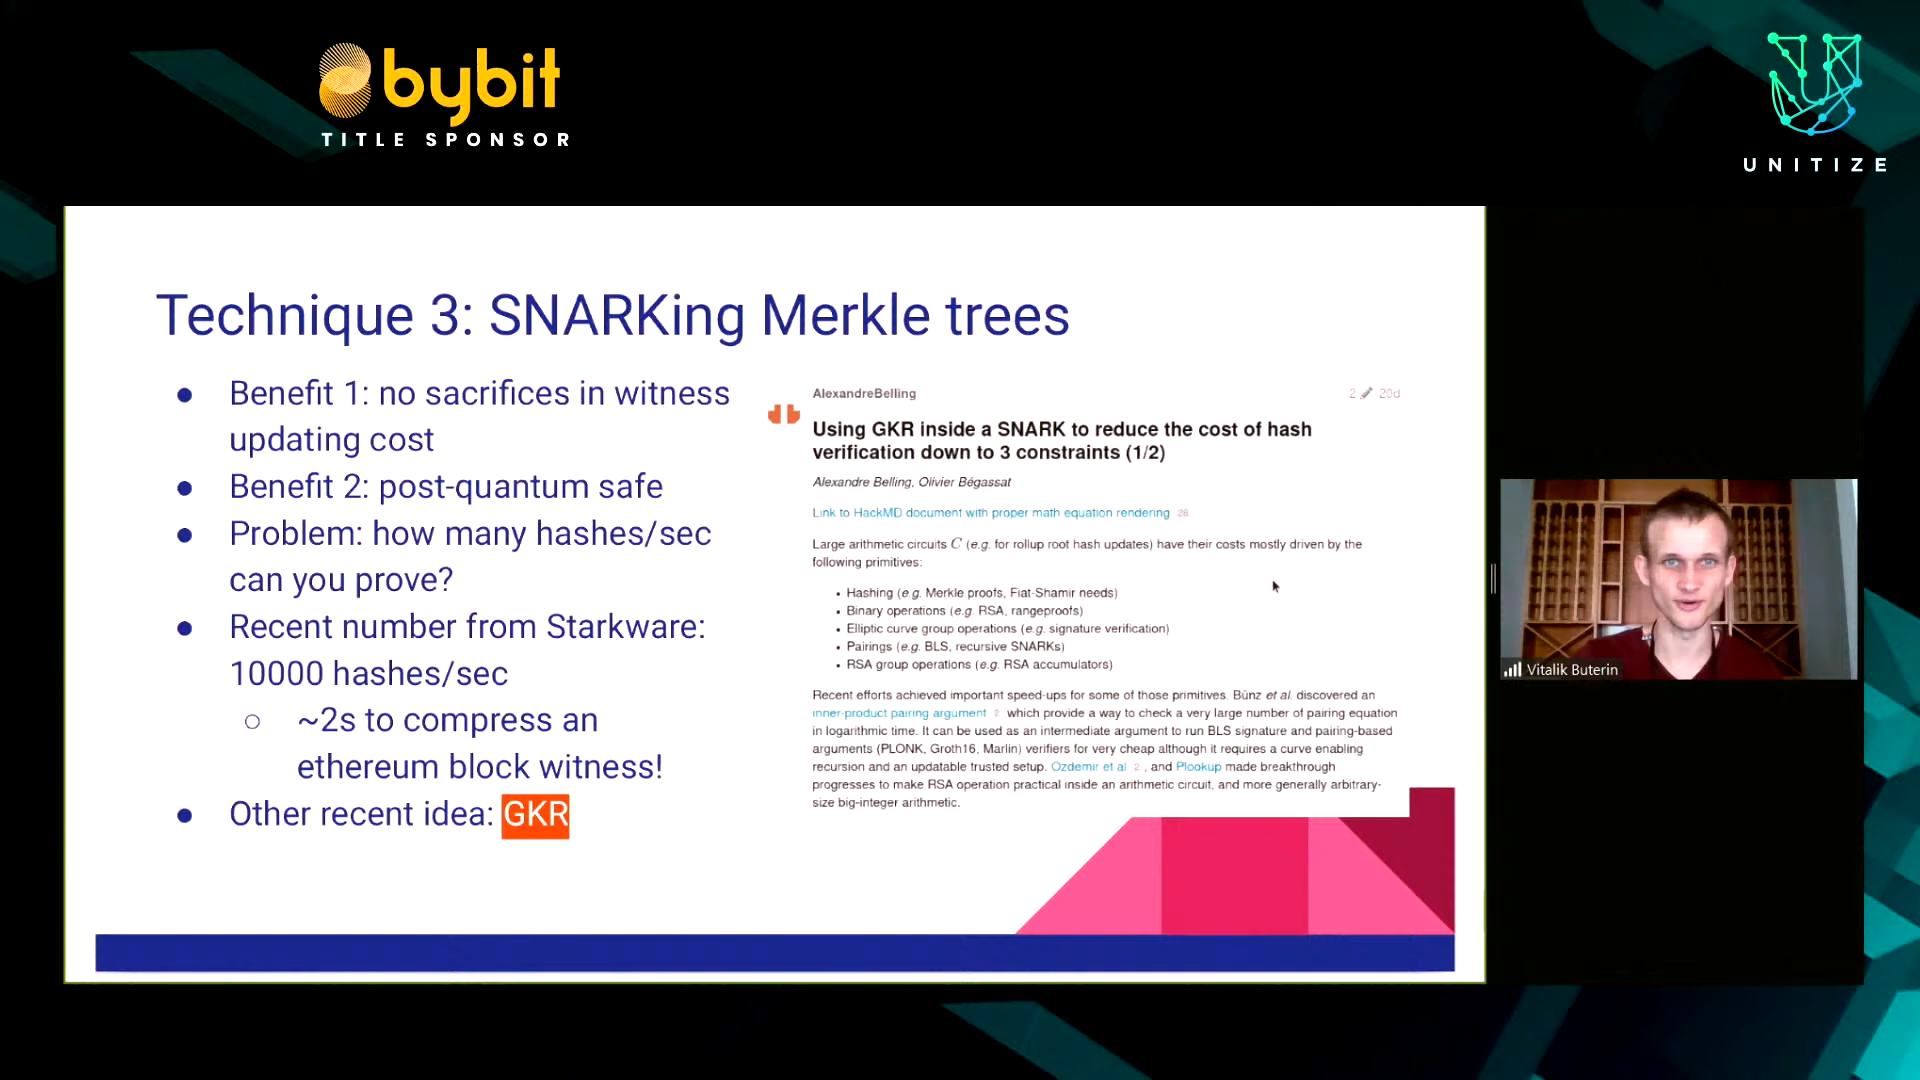 bybit
TITLE SPONSOR
UNITIZE
Technique 3: SNARKing Merkle trees
● Benefit 1: no sacrifices in witness
updating cost
● Benefit 2: post-quantum safe
● Problem: how many hashes/sec
can you prove?
● Recent number from Starkware:
10000 hashes/sec
○ ~2s to compress an
ethereum block witness!
● Other recent idea: GKR
AlexandreBelling
2 20d
Using GKR inside a SNARK to reduce the cost of hash
verification down to 3 constraints (1/2)
Alexandre Belling, Olivier Bégassat
Link to HackMD document with proper math equation rendering 26
Large arithmetic circuits C (e.g. for rollup root hash updates) have their costs mostly driven by the
following primitives:
• Hashing (e.g. Merkle proofs, Fiat-Shamir needs)
• Binary operations (e.g. RSA, rangeproofs)
• Elliptic curve group operations (e.g. signature verification)
• Pairings (e.g. BLS, recursive SNARKs)
• RSA group operations (e.g. RSA accumulators)
Recent efforts achieved important speed-ups for some of those primitives. Bünz et al. discovered an
inner-product pairing argument 2 which provide a way to check a very large number of pairing equation
in logarithmic time. It can be used as an intermediate argument to run BLS signature and pairing-based
arguments (PLONK, Groth16, Marlin) verifiers for very cheap although it requires a curve enabling
recursion and an updatable trusted setup. Ozdemir et al 2 , and Plookup made breakthrough
progresses to make RSA operation practical inside an arithmetic circuit, and more generally arbitrary-
size big-integer arithmetic.
Vitalik Buterin